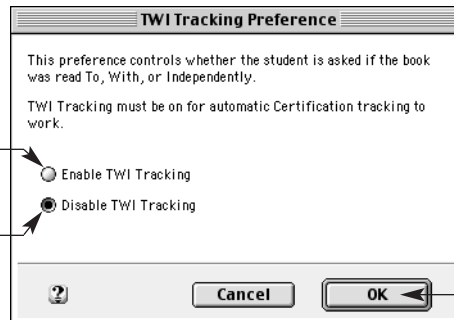 TWI Tracking Preference
This preference controls whether the student is asked if the book
was read To, With, or Independently.
TWI Tracking must be on for automatic Certification tracking to
work.
Enable TWI Tracking
Disable TWI Tracking
? Cancel OK